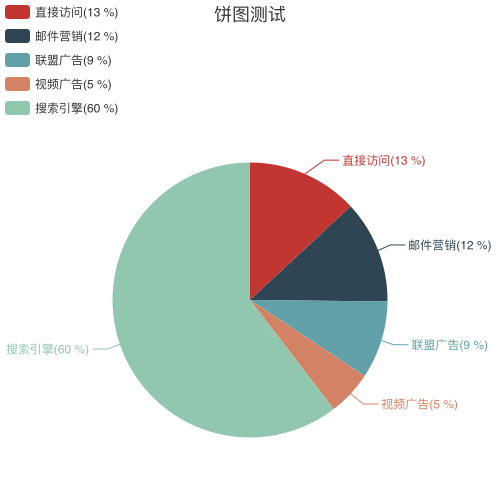 饼图测试
直接访问(13 %)
邮件营销(12 %)
联盟广告(9 %)
视频广告(5 %)
搜索引擎(60 %)
直接访问(13 %)
邮件营销(12 %)
联盟广告(9 %)
搜索引擎(60 %)
视频广告(5 %)